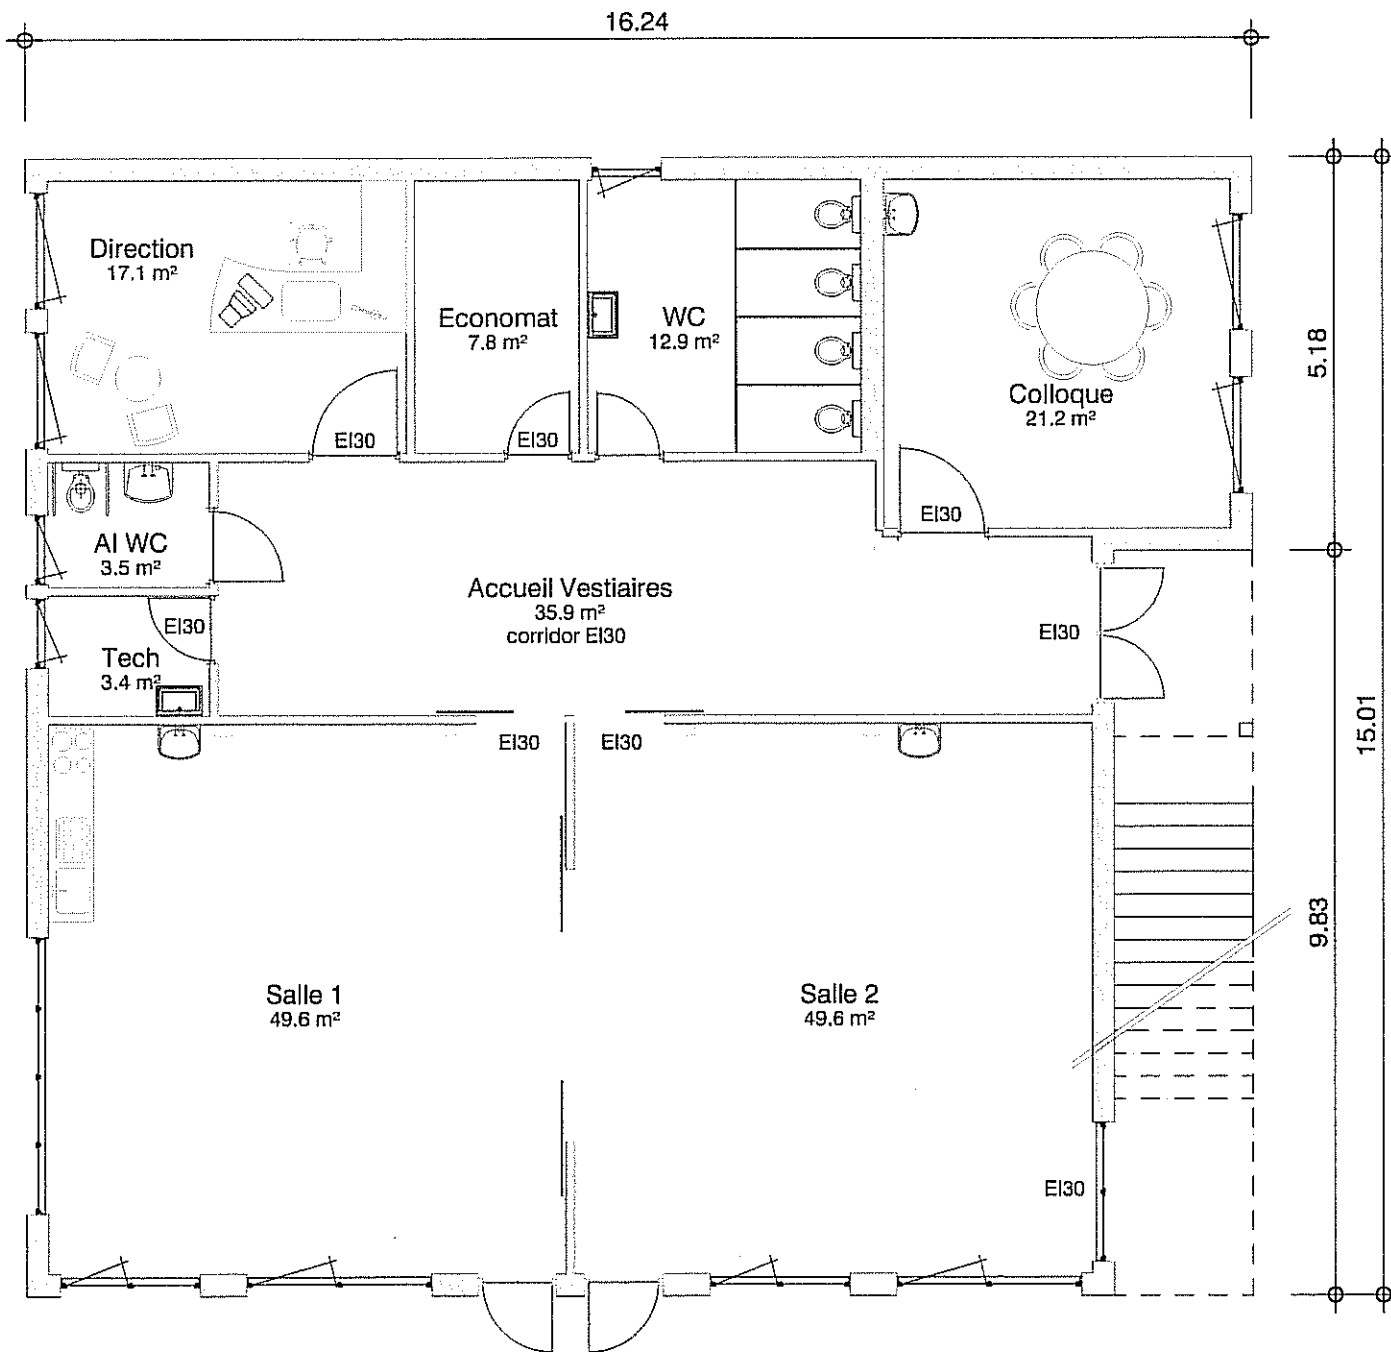 16.24
Direction
17.1 m²
Economat
7.8 m²
WC
12.9 m²
Colloque
21.2 m²
5.18
EI30
EI30
EI30
AI WC
3.5 m²
Accueil Vestiaires
35.9 m²
corridor EI30
EI30
EI30
Tech
3.4 m²
15.01
EI30
EI30
9.83
Salle 1
49.6 m²
Salle 2
49.6 m²
EI30